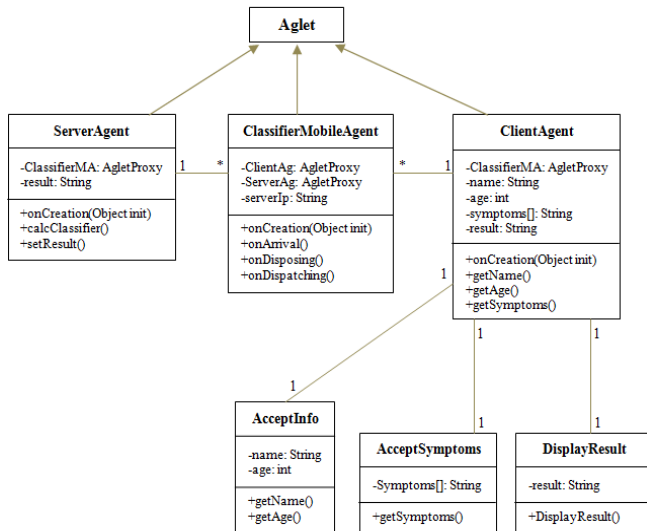 Aglet
ServerAgent
-ClassifierMA: AgletProxy
-result: String
+onCreation(Object init)
+calcClassifier()
+setResult()
1
*
ClassifierMobileAgent
-ClientAg: AgletProxy
-ServerAg: AgletProxy
-serverIp: String
+onCreation(Object init)
+onArrival()
+onDisposing()
+onDispatching()
*
1
ClientAgent
-ClassifierMA: AgletProxy
-name: String
-age: int
-symptoms[]: String
-result: String
+onCreation(Object init)
+getName()
+getAge()
+getSymptoms()
1
1
1
1
1
1
AcceptInfo
-name: String
-age: int
+getName()
+getAge()
AcceptSymptoms
-Symptoms[]: String
+getSymptoms()
DisplayResult
-result: String
+DisplayResult()